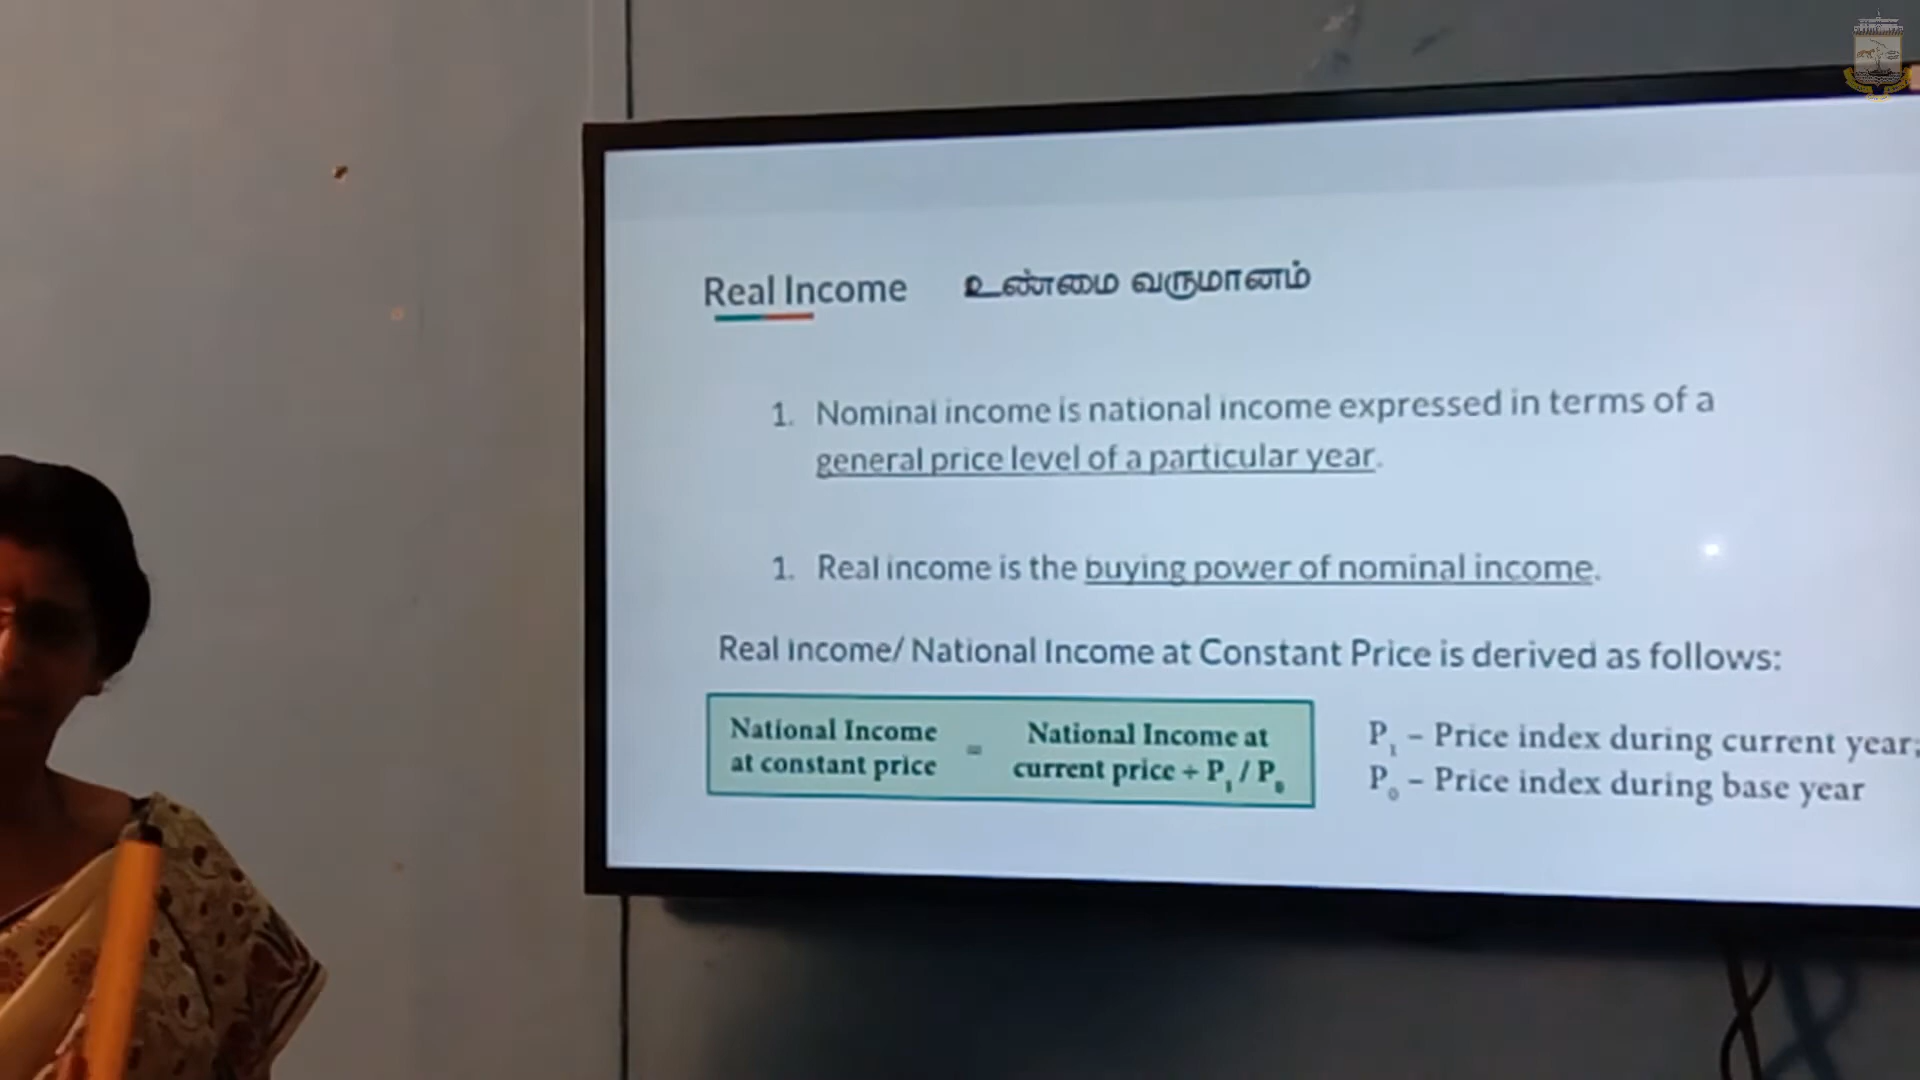 Real Income உண்மை வருமானம்
1. Nominal income is national income expressed in terms of a
general price level of a particular year.
1. Real income is the buying power of nominal income.
Real Income/ National Income at Constant Price is derived as follows:
National Income
at constant price
=
National Income at
current price ÷ P₁ / P₀
P₁ – Price index during current year;
P₀ – Price index during base year